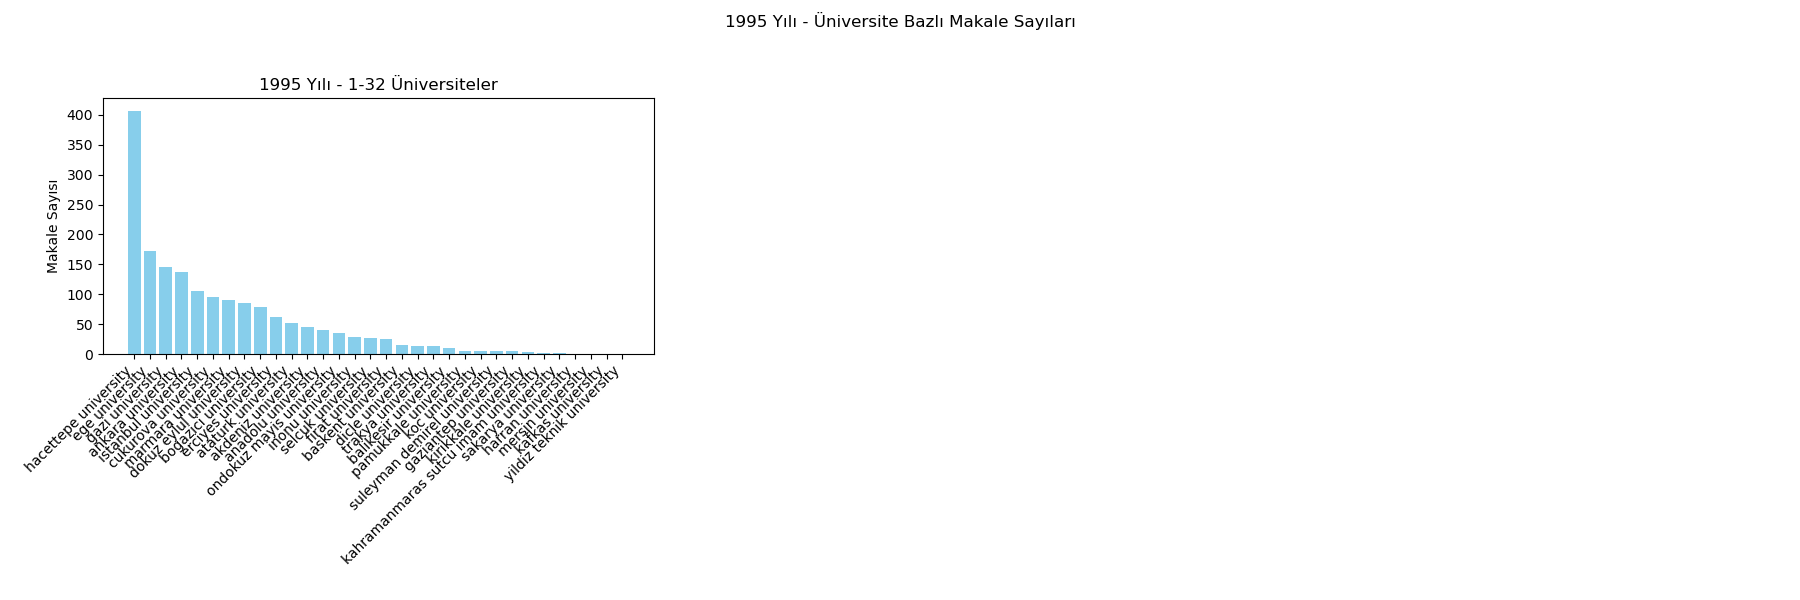 1995 Yılı - Üniversite Bazlı Makale Sayıları
1995 Yılı - 1-32 Üniversiteler
Makale Sayısı
400
350
300
250
200
150
100
50
0
hacettepe university
ege university
gazi university
ankara university
istanbul university
cukurova university
marmara university
dokuz eylul university
bogazici university
erciyes university
ataturk university
akdeniz university
anadolu university
ondokuz mayis university
inonu university
selcuk university
firat university
baskent university
dicle university
trakya university
balikesir university
pamukkale university
koc university
suleyman demirel university
gaziantep university
kirikkale university
kahramanmaras sutcu imam university
sakarya university
harran university
mersin university
kafkas university
yildiz teknik university